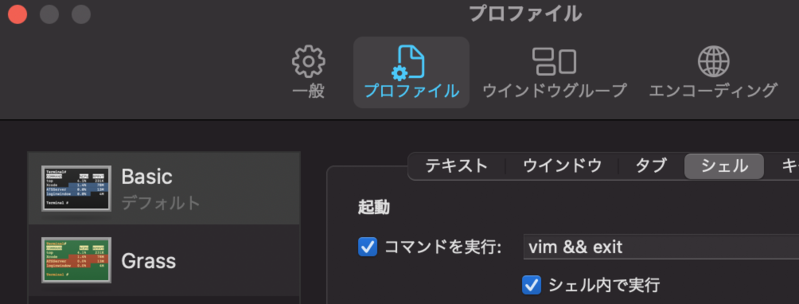 プロファイル
一般
プロファイル
ウインドウグループ
エンコーディング
テキスト
ウインドウ
タブ
シェル
キ
Basic
デフォルト
Grass
起動
コマンドを実行:
vim && exit
シェル内で実行